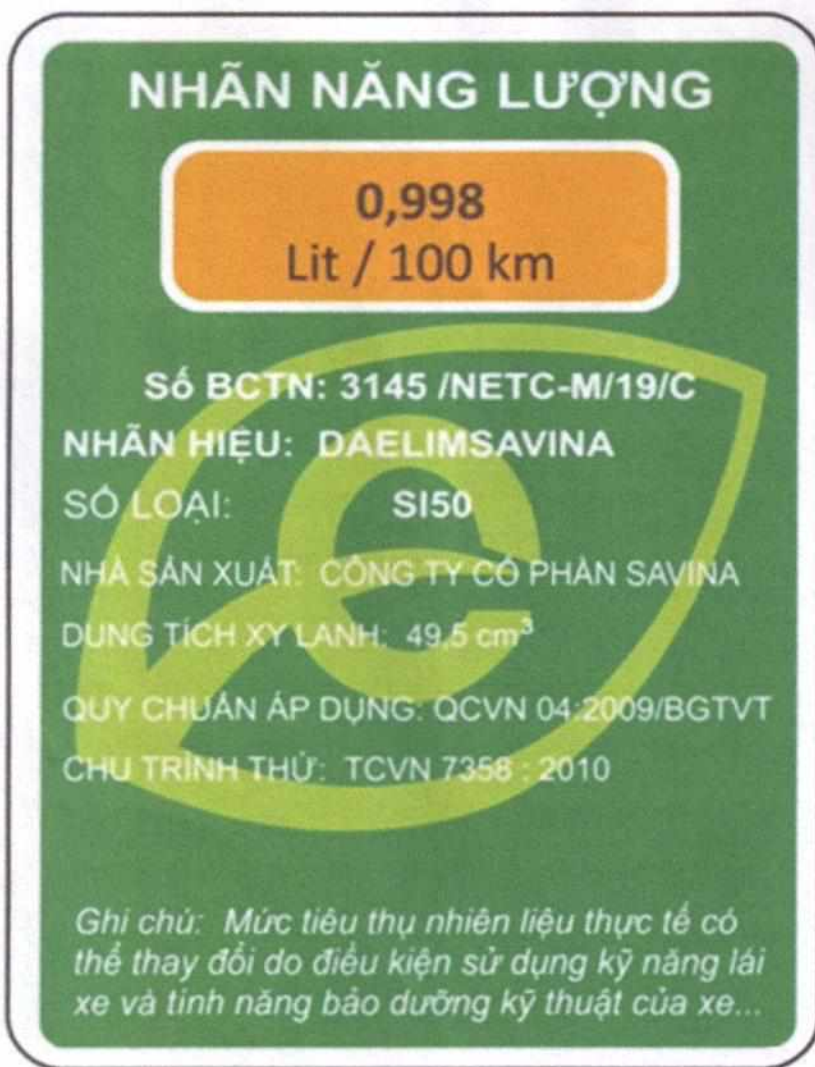 NHÃN NĂNG LƯỢNG
0,998
Lit / 100 km
Số BCTN: 3145 /NETC-M/19/C
NHÃN HIỆU: DAELIMSAVINA
SỐ LOẠI: SI50
NHÀ SẢN XUẤT: CÔNG TY CỔ PHẦN SAVINA
DUNG TÍCH XY LANH: 49,5 cm³
QUY CHUẨN ÁP DỤNG: QCVN 04:2009/BGTVT
CHU TRÌNH THỬ: TCVN 7358 : 2010
Ghi chú: Mức tiêu thụ nhiên liệu thực tế có
thể thay đổi do điều kiện sử dụng kỹ năng lái
xe và tính năng bảo dưỡng kỹ thuật của xe...